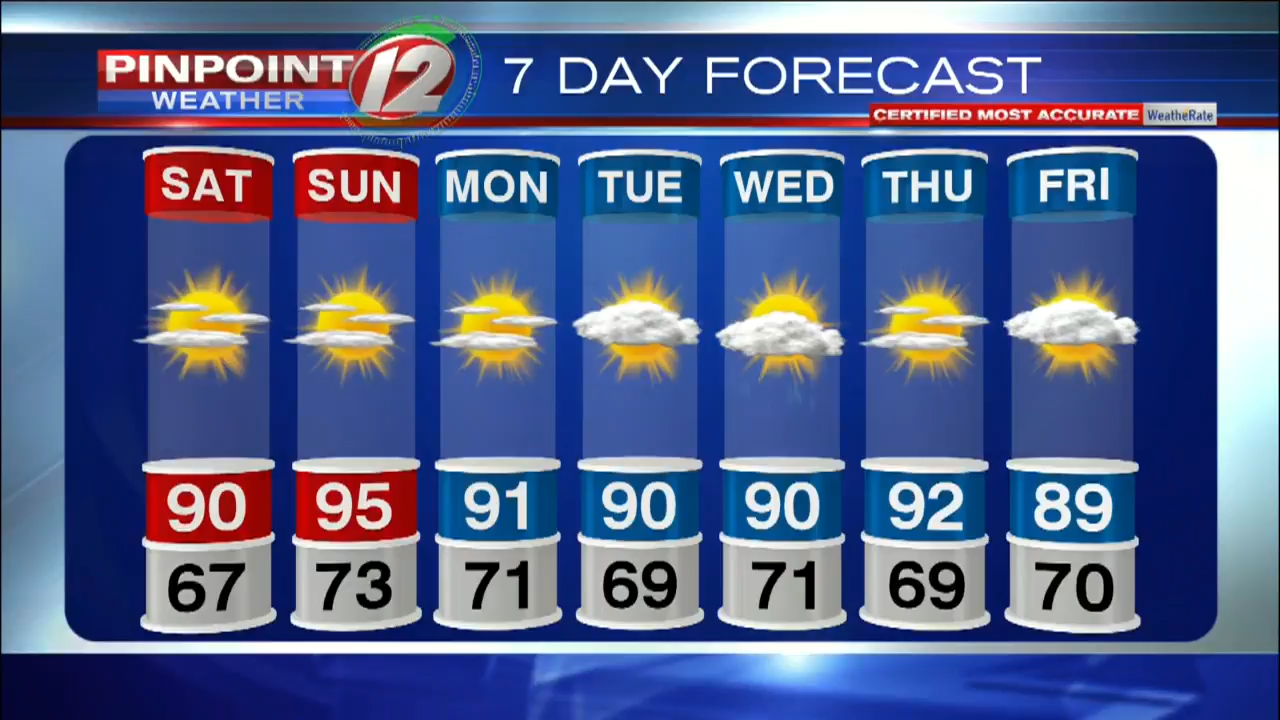 PINPOINT
WEATHER
12
7 DAY FORECAST
CERTIFIED MOST ACCURATE WeatheRate
SAT SUN MON TUE WED THU FRI
90 95 91 90 90 92 89
67 73 71 69 71 69 70